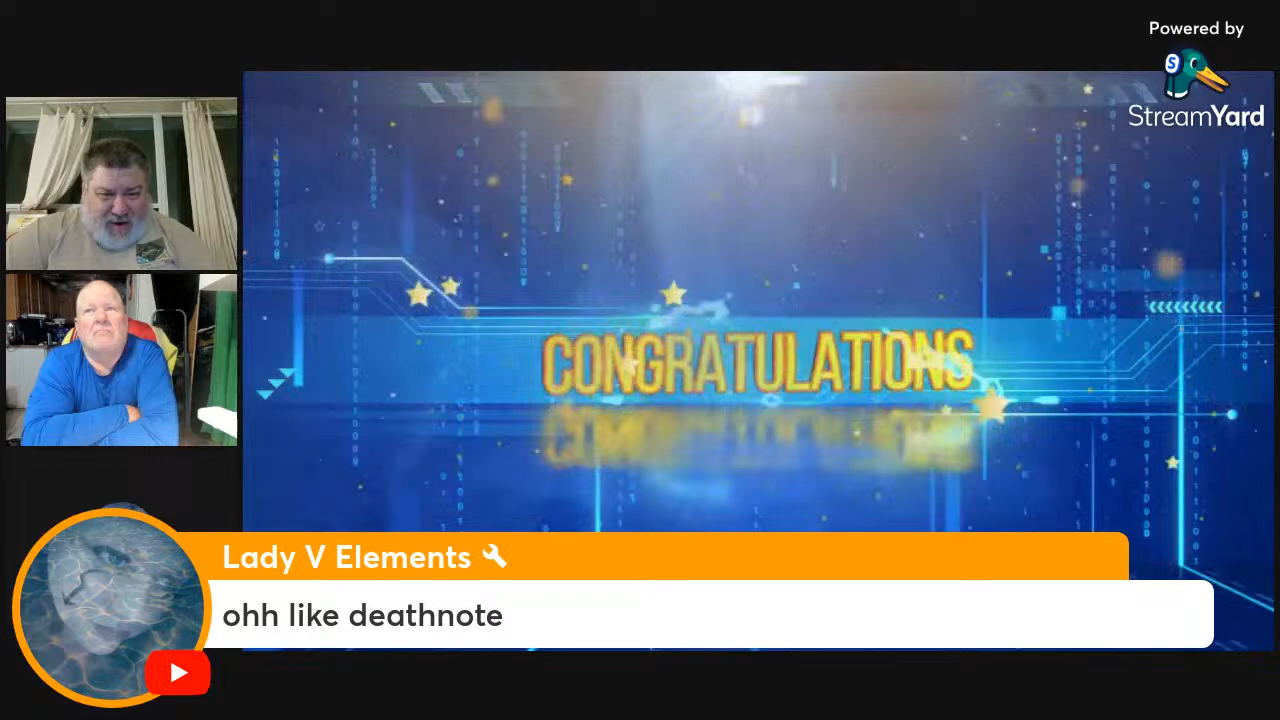 Powered by
StreamYard
CONGRATULATIONS
Lady V Elements
ohh like deathnote